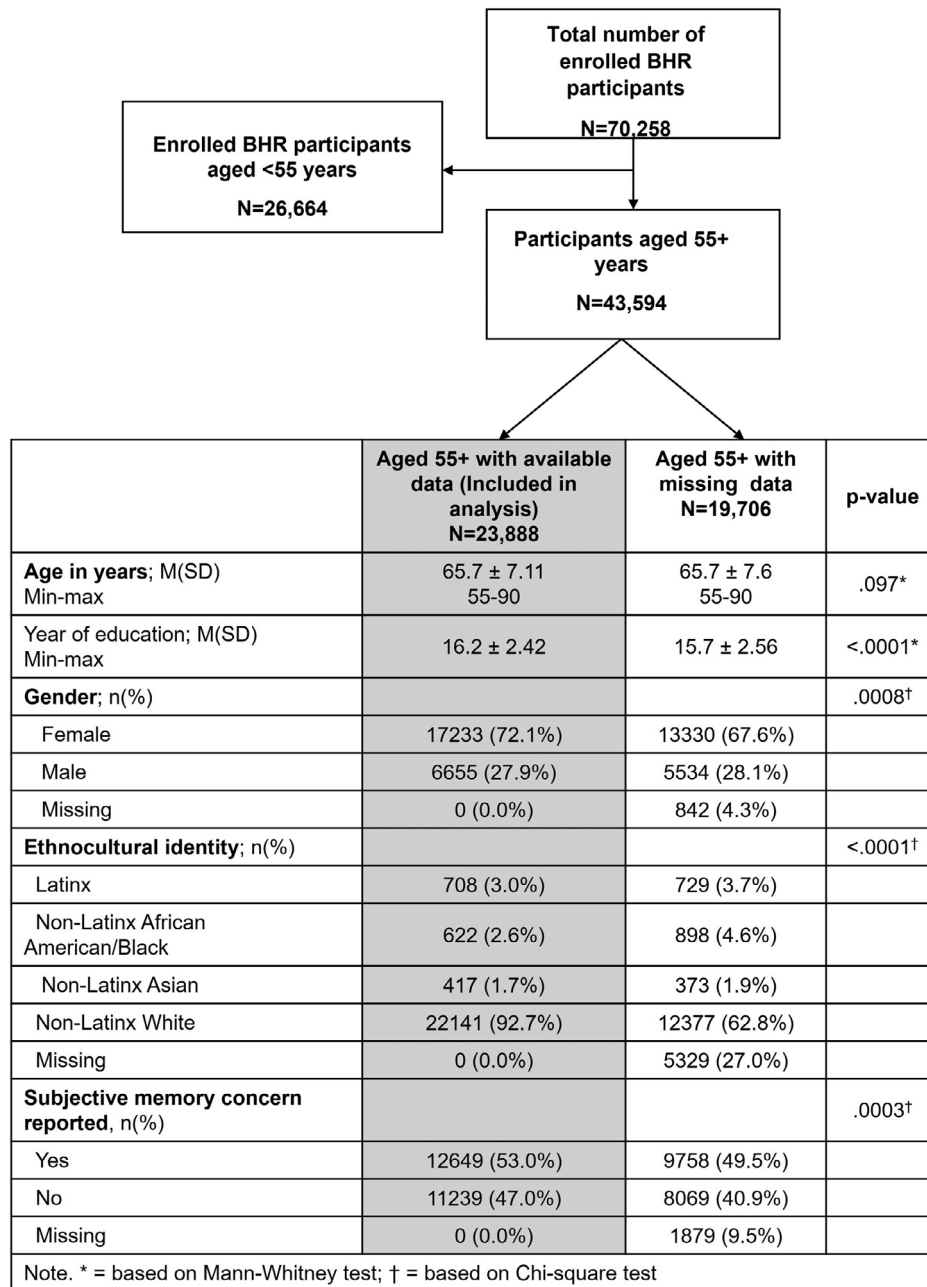 Total number of
enrolled BHR
participants
N=70,258
Enrolled BHR participants
aged <55 years
N=26,664
Participants aged 55+
years
N=43,594
Aged 55+ with available
data (Included in
analysis)
N=23,888
Aged 55+ with
missing data
N=19,706
p-value
Age in years; M(SD)
Min-max
65.7 ± 7.11
55-90
65.7 ± 7.6
55-90
.097*
Year of education; M(SD)
Min-max
16.2 ± 2.42
15.7 ± 2.56
<.0001*
Gender; n(%)
.0008†
Female
17233 (72.1%)
13330 (67.6%)
Male
6655 (27.9%)
5534 (28.1%)
Missing
0 (0.0%)
842 (4.3%)
Ethnocultural identity; n(%)
<.0001†
Latinx
708 (3.0%)
729 (3.7%)
Non-Latinx African
American/Black
622 (2.6%)
898 (4.6%)
Non-Latinx Asian
417 (1.7%)
373 (1.9%)
Non-Latinx White
22141 (92.7%)
12377 (62.8%)
Missing
0 (0.0%)
5329 (27.0%)
Subjective memory concern
reported, n(%)
.0003†
Yes
12649 (53.0%)
9758 (49.5%)
No
11239 (47.0%)
8069 (40.9%)
Missing
0 (0.0%)
1879 (9.5%)
Note. * = based on Mann-Whitney test; † = based on Chi-square test